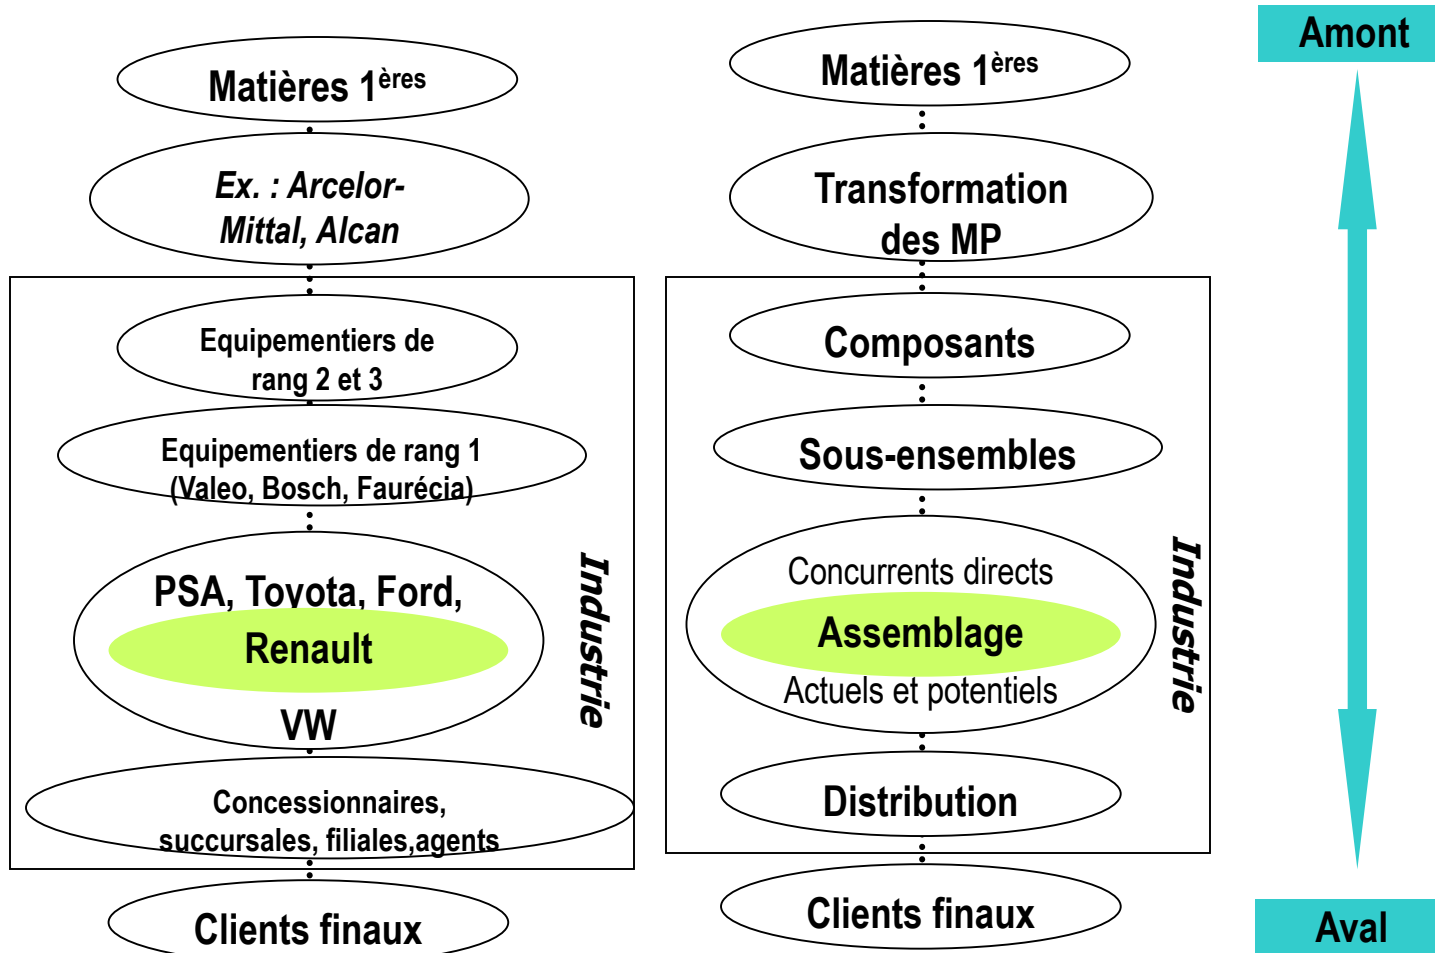 Matières 1ères
Ex. : Arcelor-
Mittal, Alcan
Equipementiers de
rang 2 et 3
Equipementiers de rang 1
(Valeo, Bosch, Faurécia)
PSA, Toyota, Ford,
Renault
VW
Industrie
Concessionnaires,
succursales, filiales,agents
Clients finaux
Matières 1ères
Transformation
des MP
Composants
Sous-ensembles
Concurrents directs
Assemblage
Actuels et potentiels
Industrie
Distribution
Clients finaux
Amont
Aval